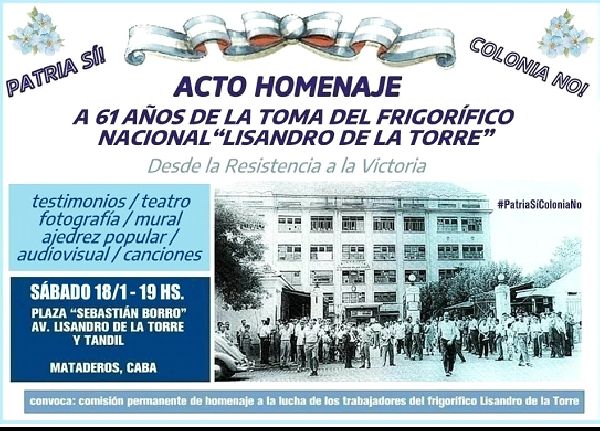 PATRIA SÍ!
COLONIA NO!
ACTO HOMENAJE
A 61 AÑOS DE LA TOMA DEL FRIGORÍFICO
NACIONAL"LISANDRO DE LA TORRE"
Desde la Resistencia a la Victoria
testimonios / teatro
fotografía / mural
ajedrez popular /
audiovisual / canciones
#PatriaSíColoniaNo
SÁBADO 18/1 - 19 HS.
PLAZA "SEBASTIÁN BORRO"
AV. LISANDRO DE LA TORRE
Y TANDIL
MATADEROS, CABA
convoca: comisión permanente de homenaje a la lucha de los trabajadores del frigorífico Lisandro de la Torre